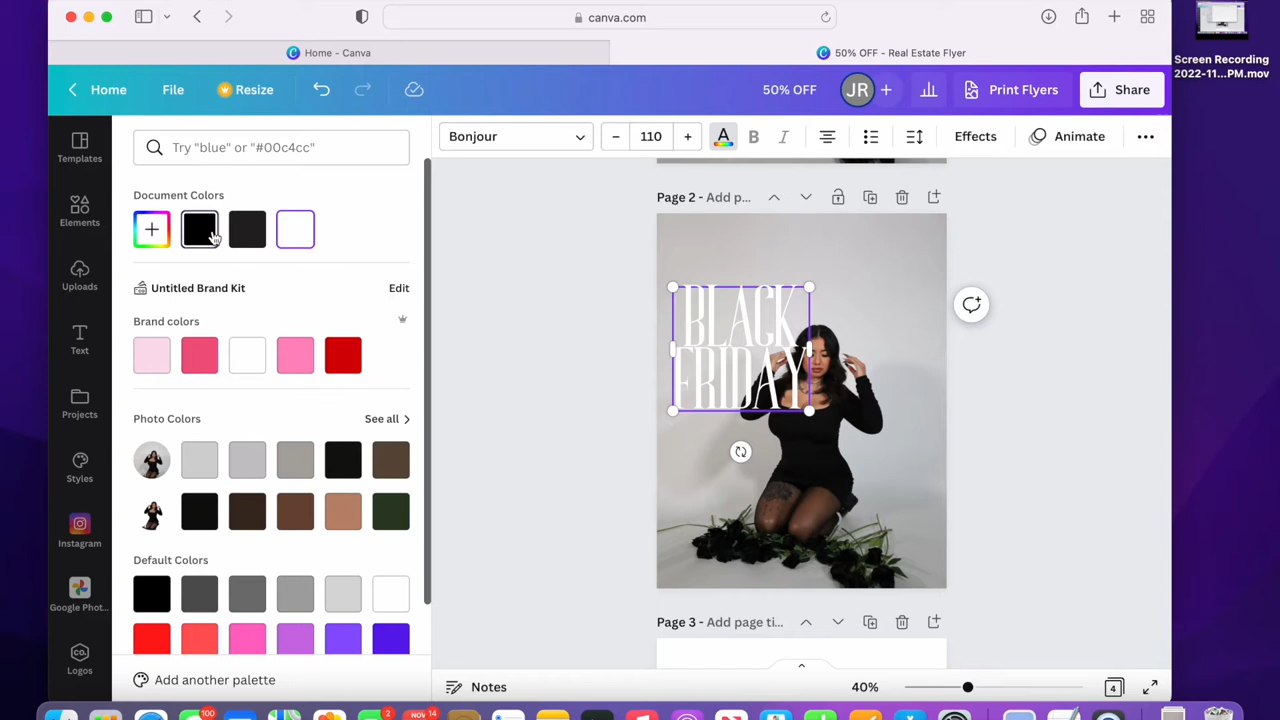 canva.com
Home - Canva
50% OFF - Real Estate Flyer
Screen Recording
2022-11...PM.mov
Home
File
Resize
50% OFF
JR
Print Flyers
Share
Templates
Elements
Uploads
Text
Projects
Styles
Instagram
Google Phot...
Logos
Try "blue" or "#00c4cc"
Bonjour
110
A
B
I
Effects
Animate
Document Colors
Untitled Brand Kit
Edit
Brand colors
Photo Colors
See all
Default Colors
Add another palette
Page 2 - Add p...
BLACK
FRIDAY
Page 3 - Add page ti...
Notes
40%
4
100
2
NOV
14